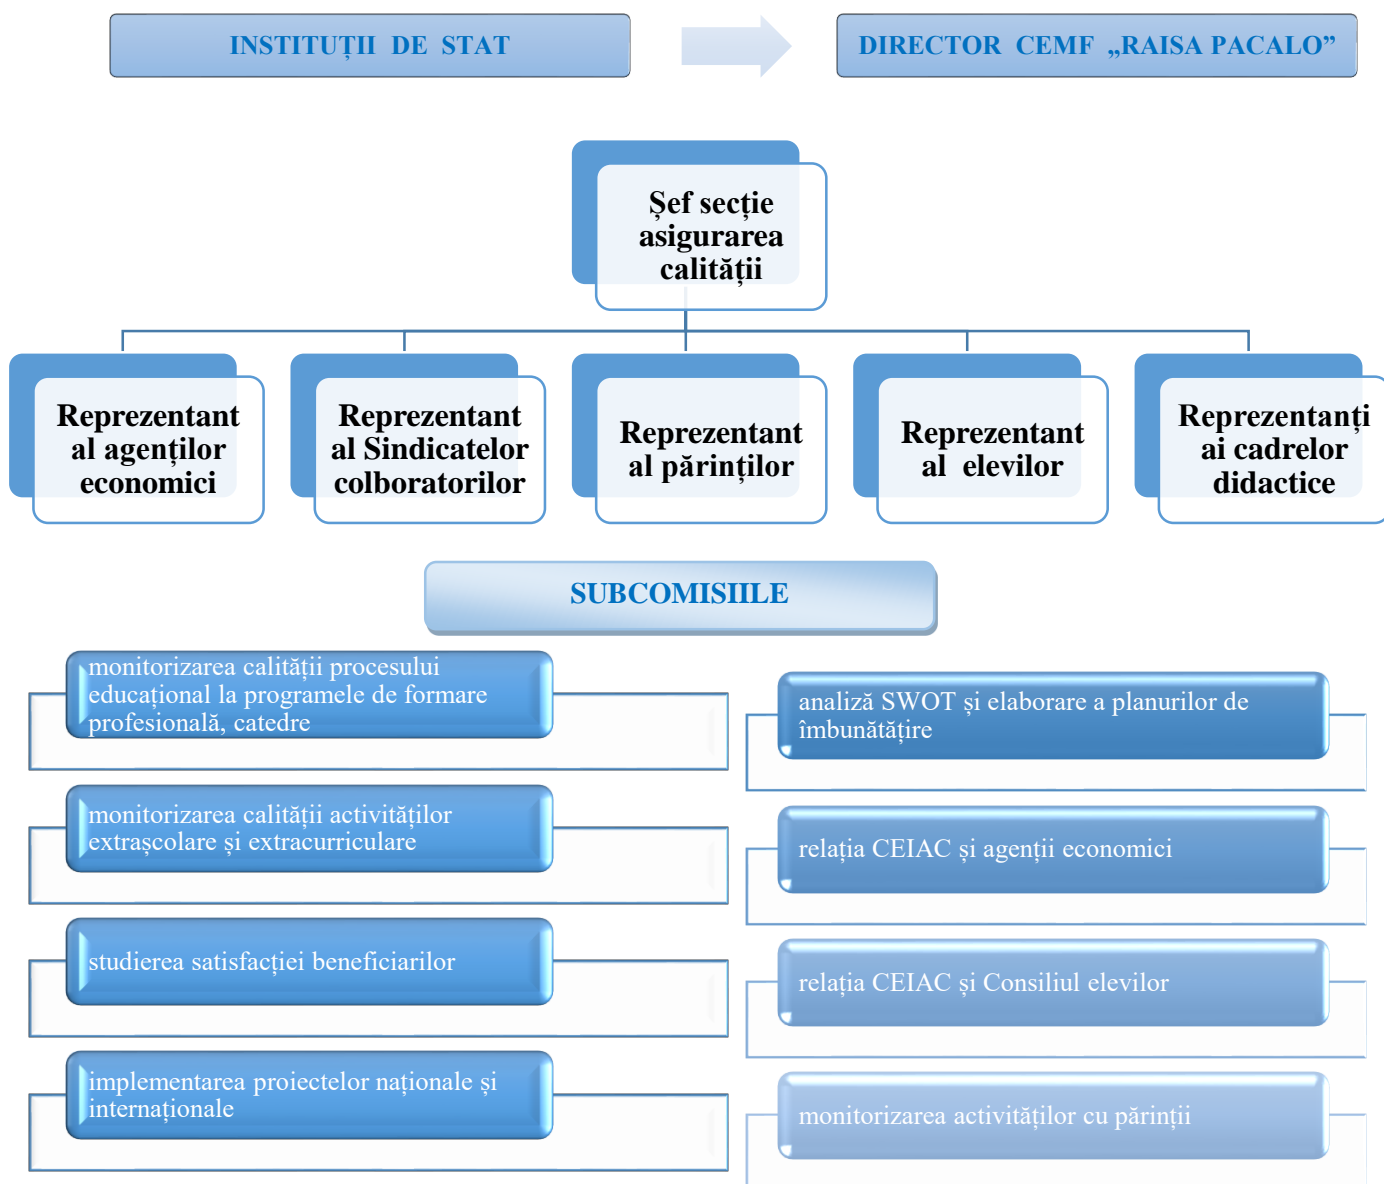 INSTITUȚII DE STAT
DIRECTOR CEMF „RAISA PACALO”
Șef secție
asigurarea
calității
Reprezentant
al agenților
economici
Reprezentant
al Sindicatelor
colboratorilor
Reprezentant
al părinților
Reprezentant
al elevilor
Reprezentanți
ai cadrelor
didactice
SUBCOMISIILE
monitorizarea calității procesului
educațional la programele de formare
profesională, catedre
monitorizarea calității activităților
extrașcolare și extracurriculare
studierea satisfacției beneficiarilor
implementarea proiectelor naționale și
internaționale
analiză SWOT și elaborare a planurilor de
îmbunătățire
relația CEIAC și agenții economici
relația CEIAC și Consiliul elevilor
monitorizarea activităților cu părinții